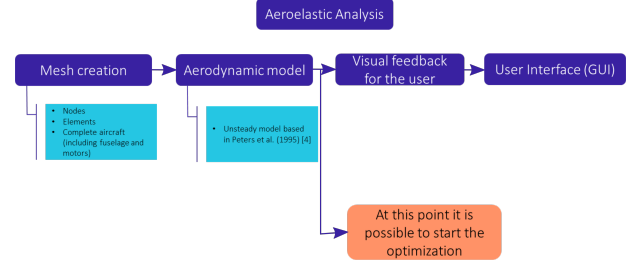 Aeroelastic Analysis
Mesh creation
Aerodynamic model
Visual feedback
for the user
User Interface (GUI)
• Nodes
• Elements
• Complete aircraft
(including fuselage and
motors)
• Unsteady model based
in Peters et al. (1995) [4]
At this point it is
possible to start the
optimization